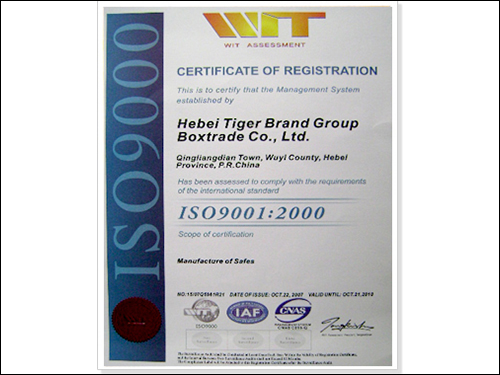 WIT
WIT ASSESSMENT
CERTIFICATE OF REGISTRATION
This is to certify that the Management System
established by
Hebei Tiger Brand Group
Boxtrade Co., Ltd.
Qingliangdian Town, Wuyi County, Hebei
Province, P.R.China
Has been assessed to comply with the requirements
of the international standard
ISO9001:2000
Scope of certification
Manufacture of Safes
DATE OF ISSUE: OCT.22, 2007 VALID UNTIL: OCT.21,2010
ISO9000
IAF
CNAS
ISO9000